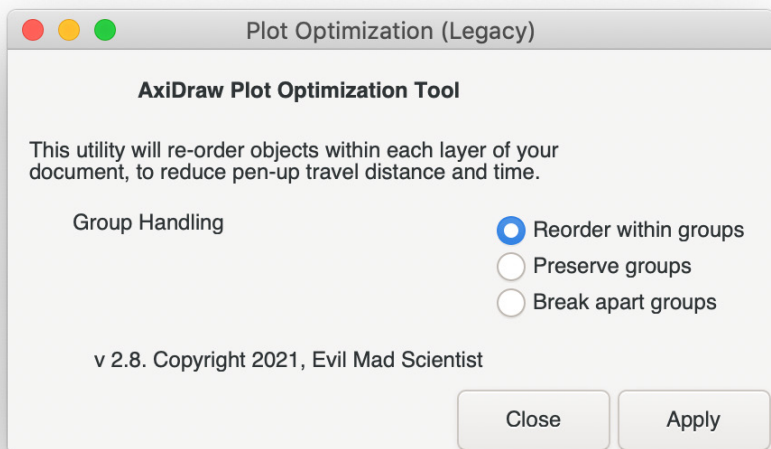 Plot Optimization (Legacy)
AxiDraw Plot Optimization Tool
This utility will re-order objects within each layer of your
document, to reduce pen-up travel distance and time.
Group Handling
Reorder within groups
Preserve groups
Break apart groups
v 2.8. Copyright 2021, Evil Mad Scientist
Close
Apply